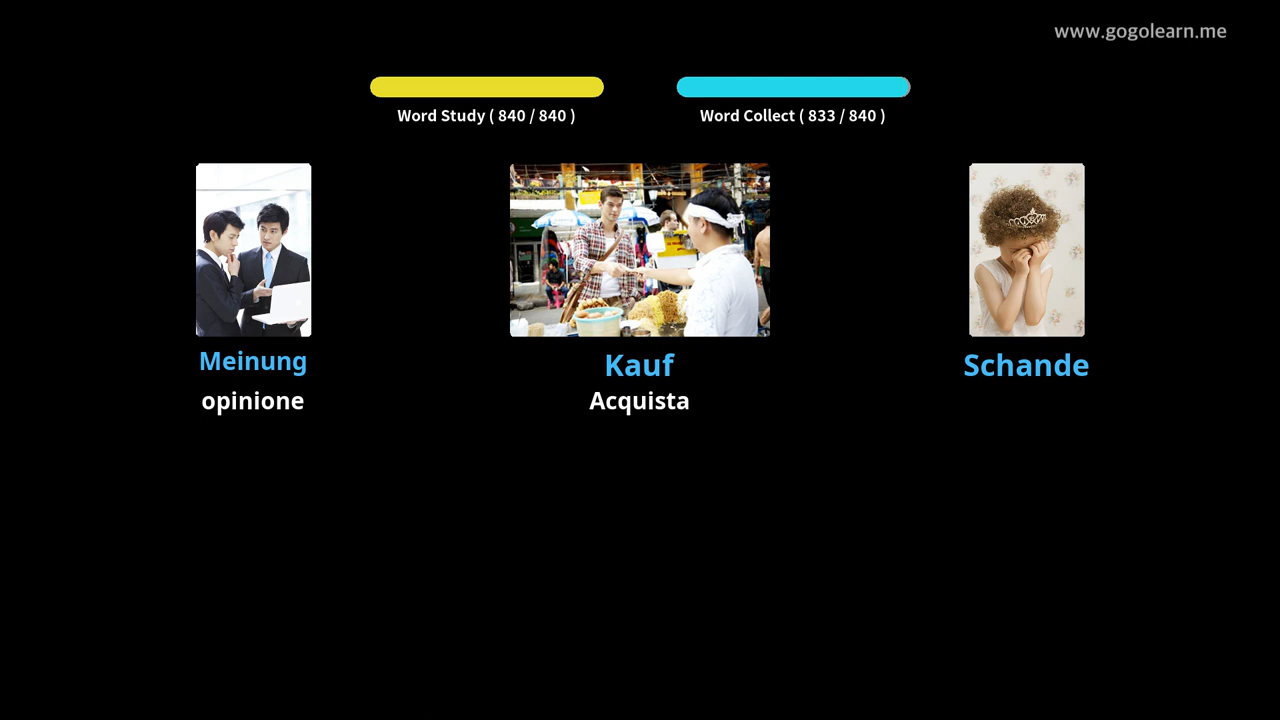 www.gogolearn.me
Word Study ( 840 / 840 )
Word Collect ( 833 / 840 )
Meinung
opinione
Kauf
Acquista
Schande